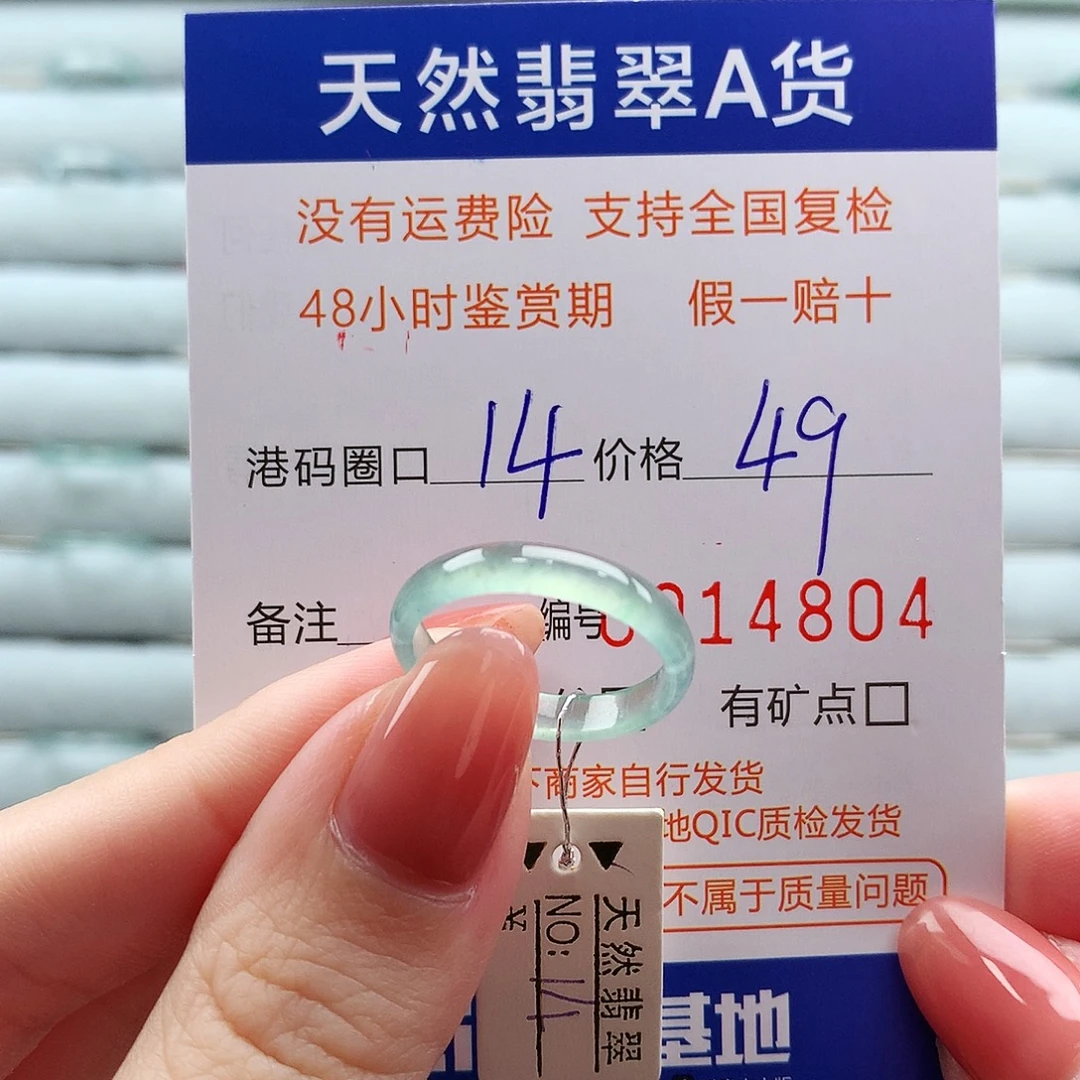 天然翡翠A货
没有运费险 支持全国复检
48小时鉴赏期 假一赔十
港码圈口 14 价格 49
备注 编号 014804
有矿点□
商家自行发货
地QIC质检发货
不属于质量问题
基地
天然翡翠
NO: 14